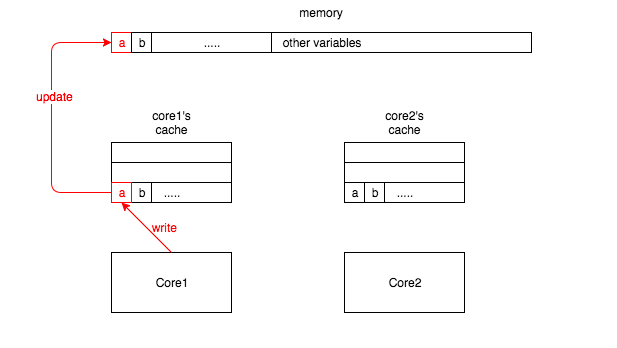 memory
a b ..... other variables
update
core1's
cache
core2's
cache
a b .....
a b .....
write
Core1
Core2